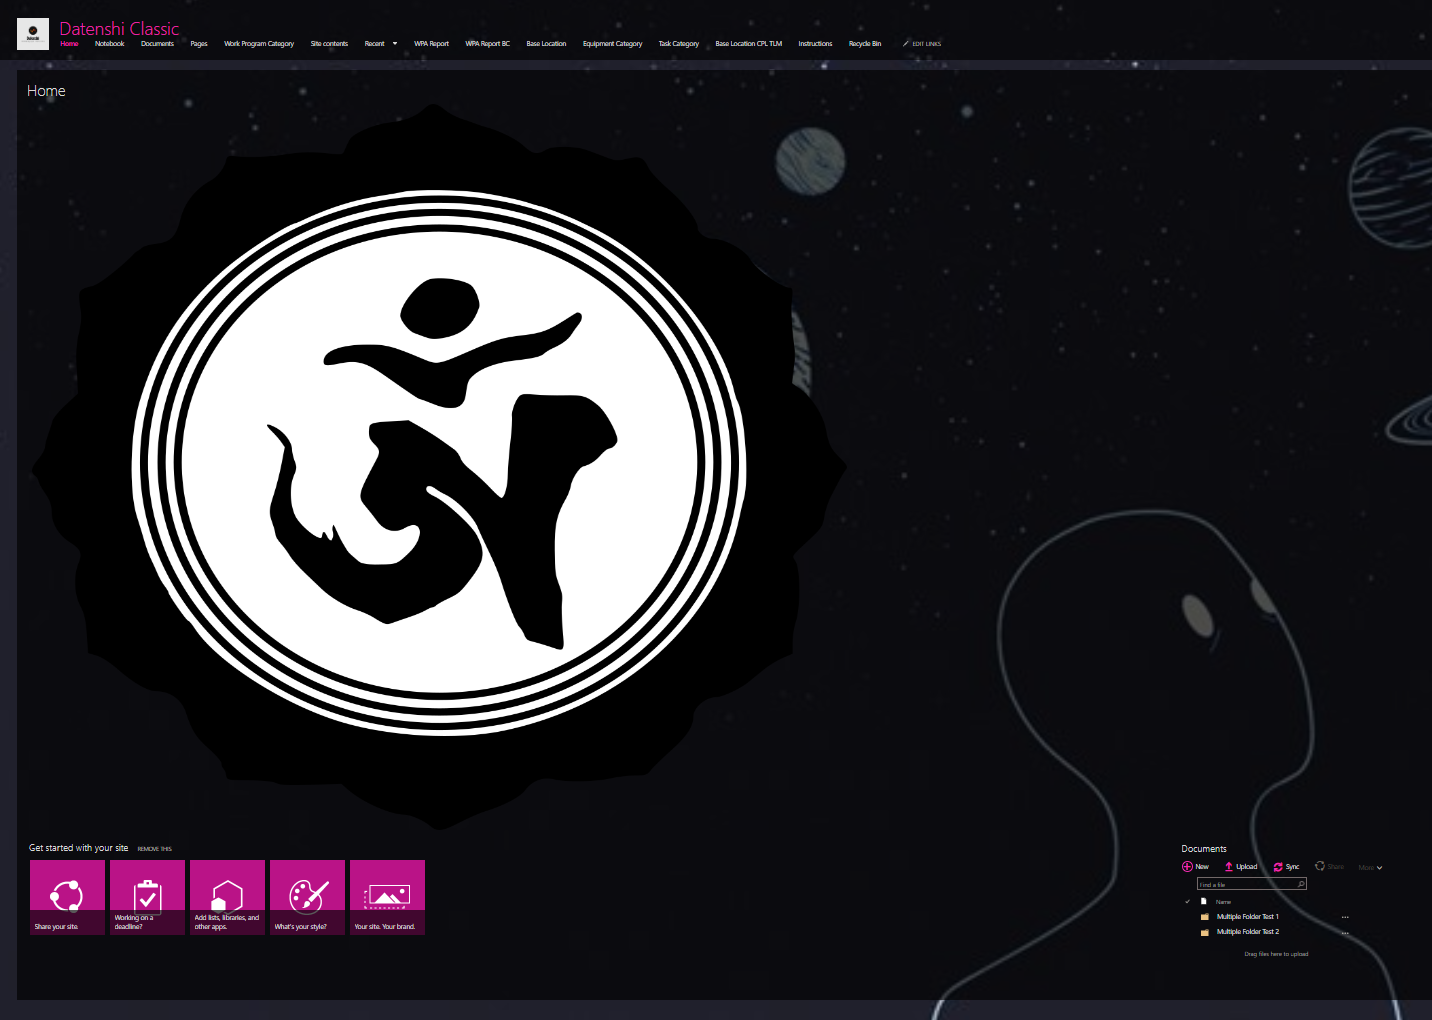 Datenshi Classic
Home Notebook Documents Pages Work Program Category Site contents Recent WPA Report WPA Report BC Base Location Equipment Category Task Category Base Location CPL TLM Instructions Recycle Bin EDIT LINKS
Home
Get started with your site REMOVE THIS
Share your site.
Working on a
deadline?
Add lists, libraries, and
other apps.
What's your style?
Your site. Your brand.
Documents
New Upload Sync Share More
Find a file
Name
Multiple Folder Test 1 ...
Multiple Folder Test 2 ...
Drag files here to upload